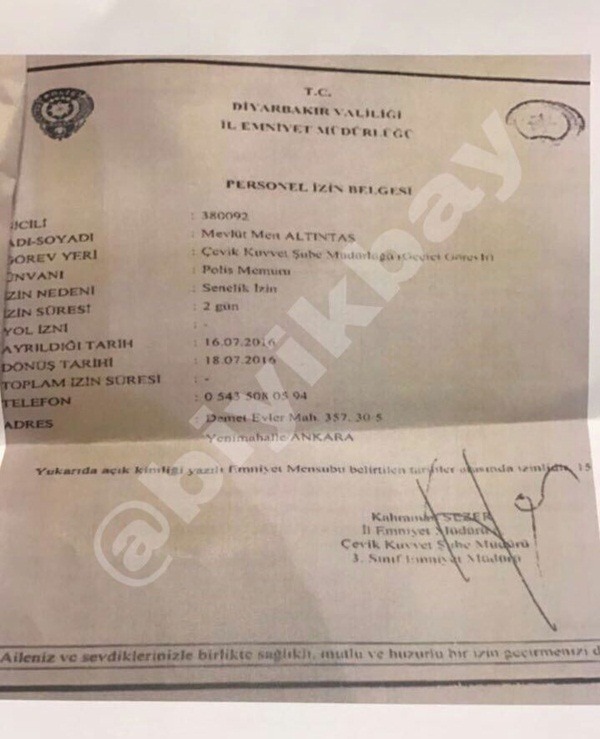 T.C.
DİYARBAKIR VALİLİĞİ
İL EMNİYET MÜDÜRLÜĞÜ
PERSONEL İZİN BELGESİ
İCİLİ : 380092
ADI-SOYADI : Mevlüt Mert ALTINTAŞ
GÖREV YERİ : Çevik Kuvvet Şube Müdürlüğü (Geçici Görevli)
ÜNVANI : Polis Memuru
İZİN NEDENİ : Senelik İzin
İZİN SÜRESİ : 2 gün
YOL İZNİ : -
AYRILDIĞI TARİH : 16.07.2016
DÖNÜŞ TARİHİ : 18.07.2016
TOPLAM İZİN SÜRESİ : -
TELEFON : 0 543 508 05 94
ADRES : Demet Evler Mah. 357. 30 5
Yenimahalle ANKARA
Yukarıda açık kimliği yazılı Emniyet Mensubu belirtilen tarihler arasında izinlidir. 15
Kahraman SEZER
İl Emniyet Müdürü
Çevik Kuvvet Şube Müdürü
3. Sınıf Emniyet Müdürü
Aileniz ve sevdiklerinizle birlikte sağlıklı, mutlu ve huzurlu bir izin geçirmenizi d
@biyikbay